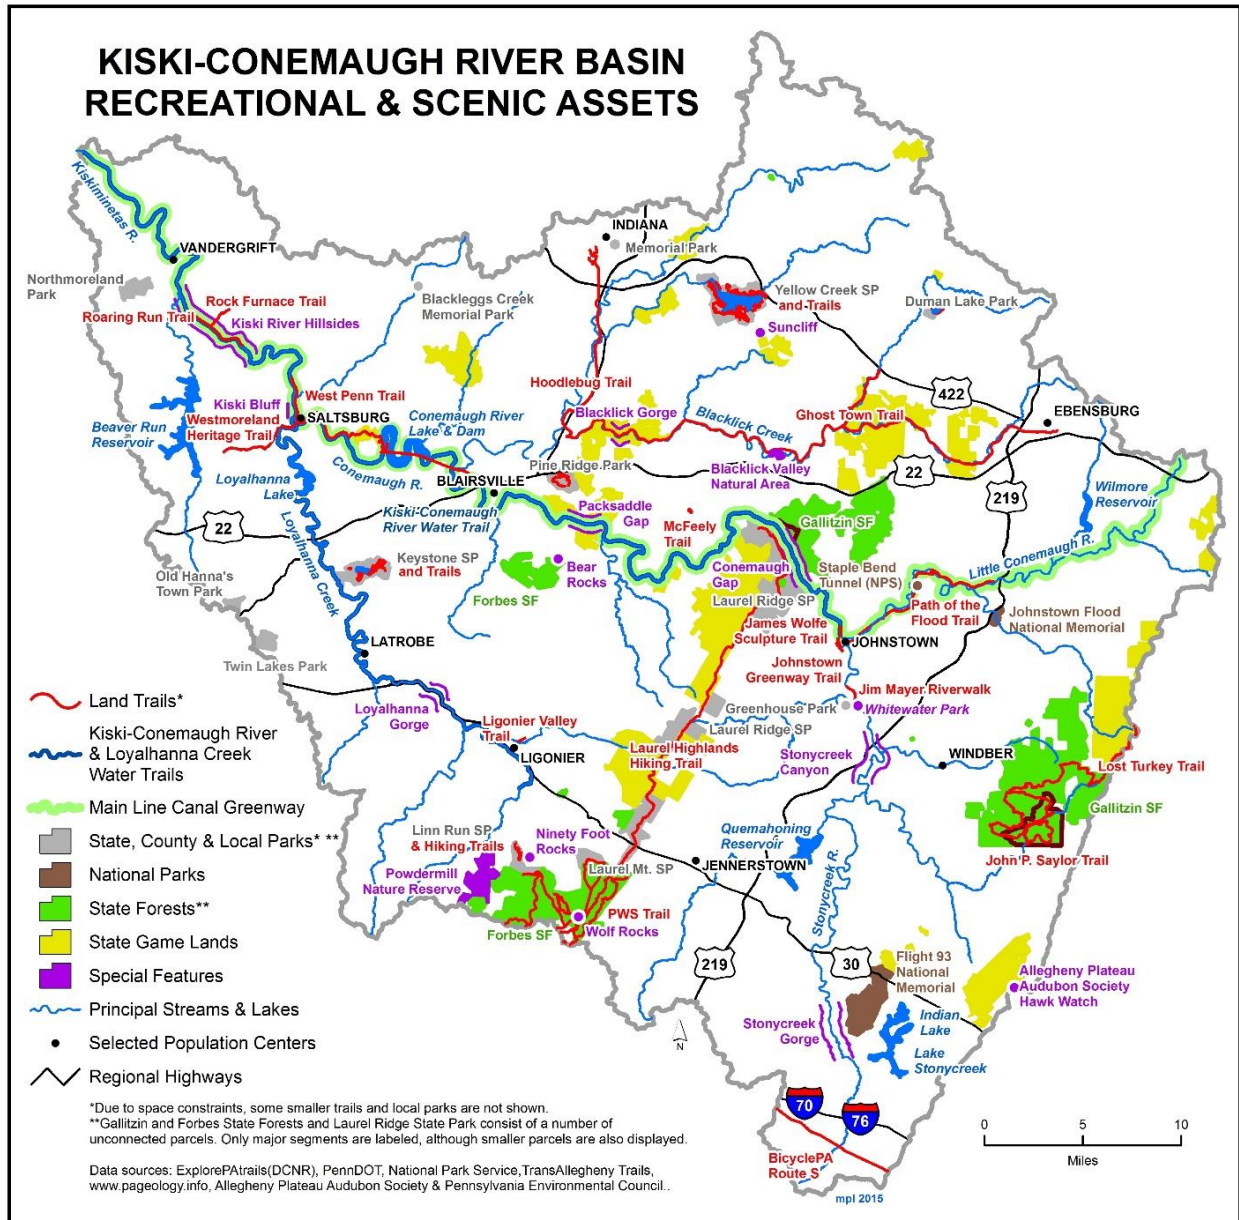 KISKI-CONEMAUGH RIVER BASIN
RECREATIONAL & SCENIC ASSETS
Kiskiminetas R.
VANDERGRIFT
INDIANA
Memorial Park
Northmoreland
Park
Rock Furnace Trail
Roaring Run Trail
Kiski River Hillsides
Blackleggs Creek
Memorial Park
Yellow Creek SP
and Trails
Duman Lake Park
Suncliff
Hoodlebug Trail
West Penn Trail
Kiski Bluff
SALTSBURG
Westmoreland
Heritage Trail
Conemaugh River
Lake & Dam
Blacklick Gorge
Blacklick Creek
Ghost Town Trail
422
EBENSBURG
Beaver Run
Reservoir
Loyalhanna
Lake
Conemaugh R.
BLAIRSVILLE
Pine Ridge Park
Blacklick Valley
Natural Area
22
219
Wilmore
Reservoir
22
Kiski-Conemaugh
River Water Trail
Packsaddle
Gap
McFeely
Trail
Gallitzin SF
Loyalhanna Creek
Keystone SP
and Trails
Bear
Rocks
Forbes SF
Conemaugh
Gap
Laurel Ridge SP
Staple Bend
Tunnel (NPS)
Little Conemaugh R.
Old Hanna's
Town Park
James Wolfe
Sculpture Trail
Path of the
Flood Trail
Johnstown Flood
National Memorial
JOHNSTOWN
Johnstown
Greenway Trail
LATROBE
Twin Lakes Park
Jim Mayer Riverwalk
Whitewater Park
Greenhouse Park
Laurel Ridge SP
Loyalhanna
Gorge
Ligonier Valley
Trail
LIGONIER
Laurel Highlands
Hiking Trail
Stonycreek
Canyon
WINDBER
Lost Turkey Trail
Gallitzin SF
John P. Saylor Trail
Linn Run SP
& Hiking Trails
Ninety Foot
Rocks
Powdermill
Nature Reserve
Laurel Mt. SP
Quemahoning
Reservoir
JENNERSTOWN
Stonycreek R.
PWS Trail
Wolf Rocks
Forbes SF
219
30
Flight 93
National
Memorial
Allegheny Plateau
Audubon Society
Hawk Watch
Indian
Lake
Stonycreek
Gorge
Lake
Stonycreek
N
70
76
BicyclePA
Route S
mpl 2015
0 5 10
Miles
Land Trails*
Kiski-Conemaugh River
& Loyalhanna Creek
Water Trails
Main Line Canal Greenway
State, County & Local Parks* **
National Parks
State Forests**
State Game Lands
Special Features
Principal Streams & Lakes
Selected Population Centers
Regional Highways
*Due to space constraints, some smaller trails and local parks are not shown.
**Gallitzin and Forbes State Forests and Laurel Ridge State Park consist of a number of
unconnected parcels. Only major segments are labeled, although smaller parcels are also displayed.
Data sources: ExplorePAtrails(DCNR), PennDOT, National Park Service,TransAllegheny Trails,
www.pageology.info, Allegheny Plateau Audubon Society & Pennsylvania Environmental Council..